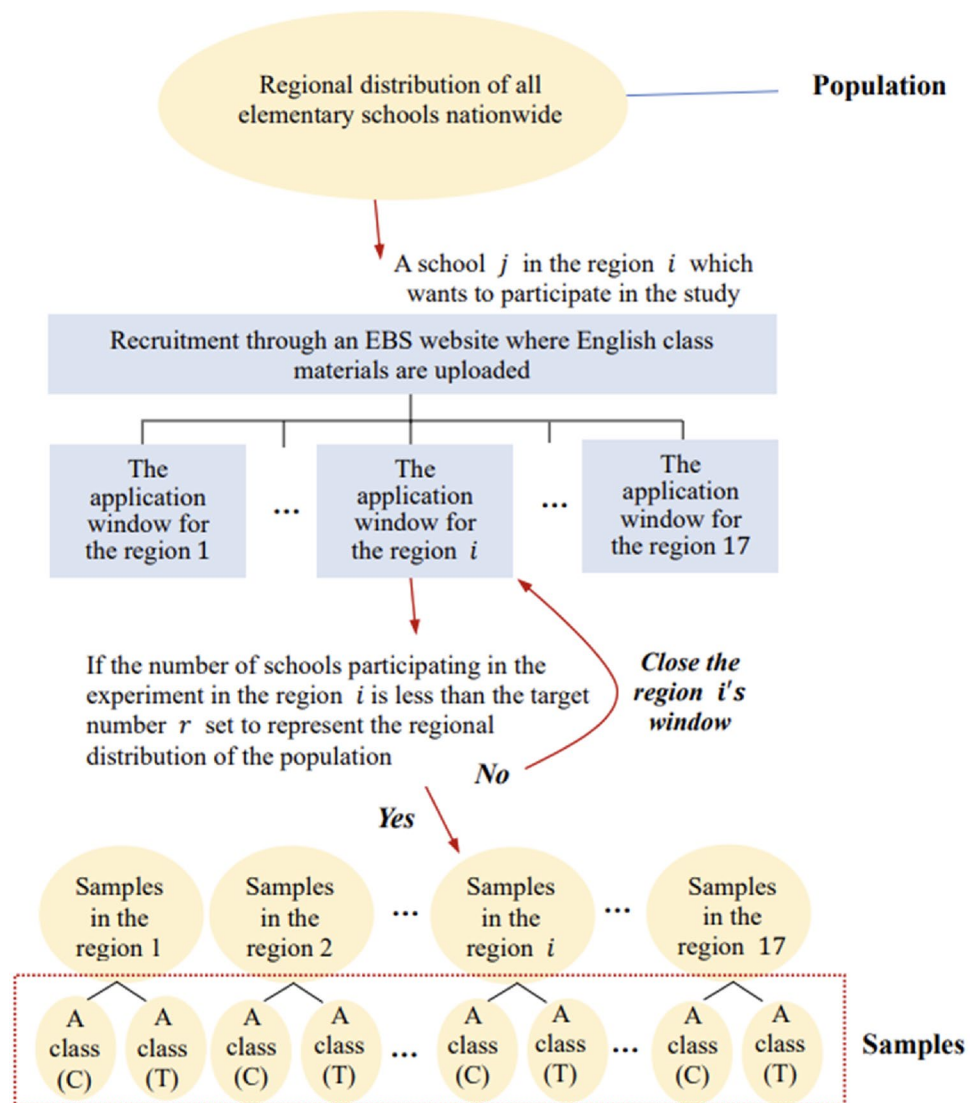 Regional distribution of all
elementary schools nationwide
Population
A school j in the region i which
wants to participate in the study
Recruitment through an EBS website where English class
materials are uploaded
The
application
window for
the region 1
...
The
application
window for
the region i
...
The
application
window for
the region 17
If the number of schools participating in the
experiment in the region i is less than the target
number r set to represent the regional
distribution of the population
Close the
region i's
window
No
Yes
Samples
in the
region 1
Samples
in the
region 2
...
Samples
in the
region i
...
Samples
in the
region 17
A
class
(C)
A
class
(T)
A
class
(C)
A
class
(T)
...
A
class
(C)
A
class
(T)
...
A
class
(C)
A
class
(T)
Samples